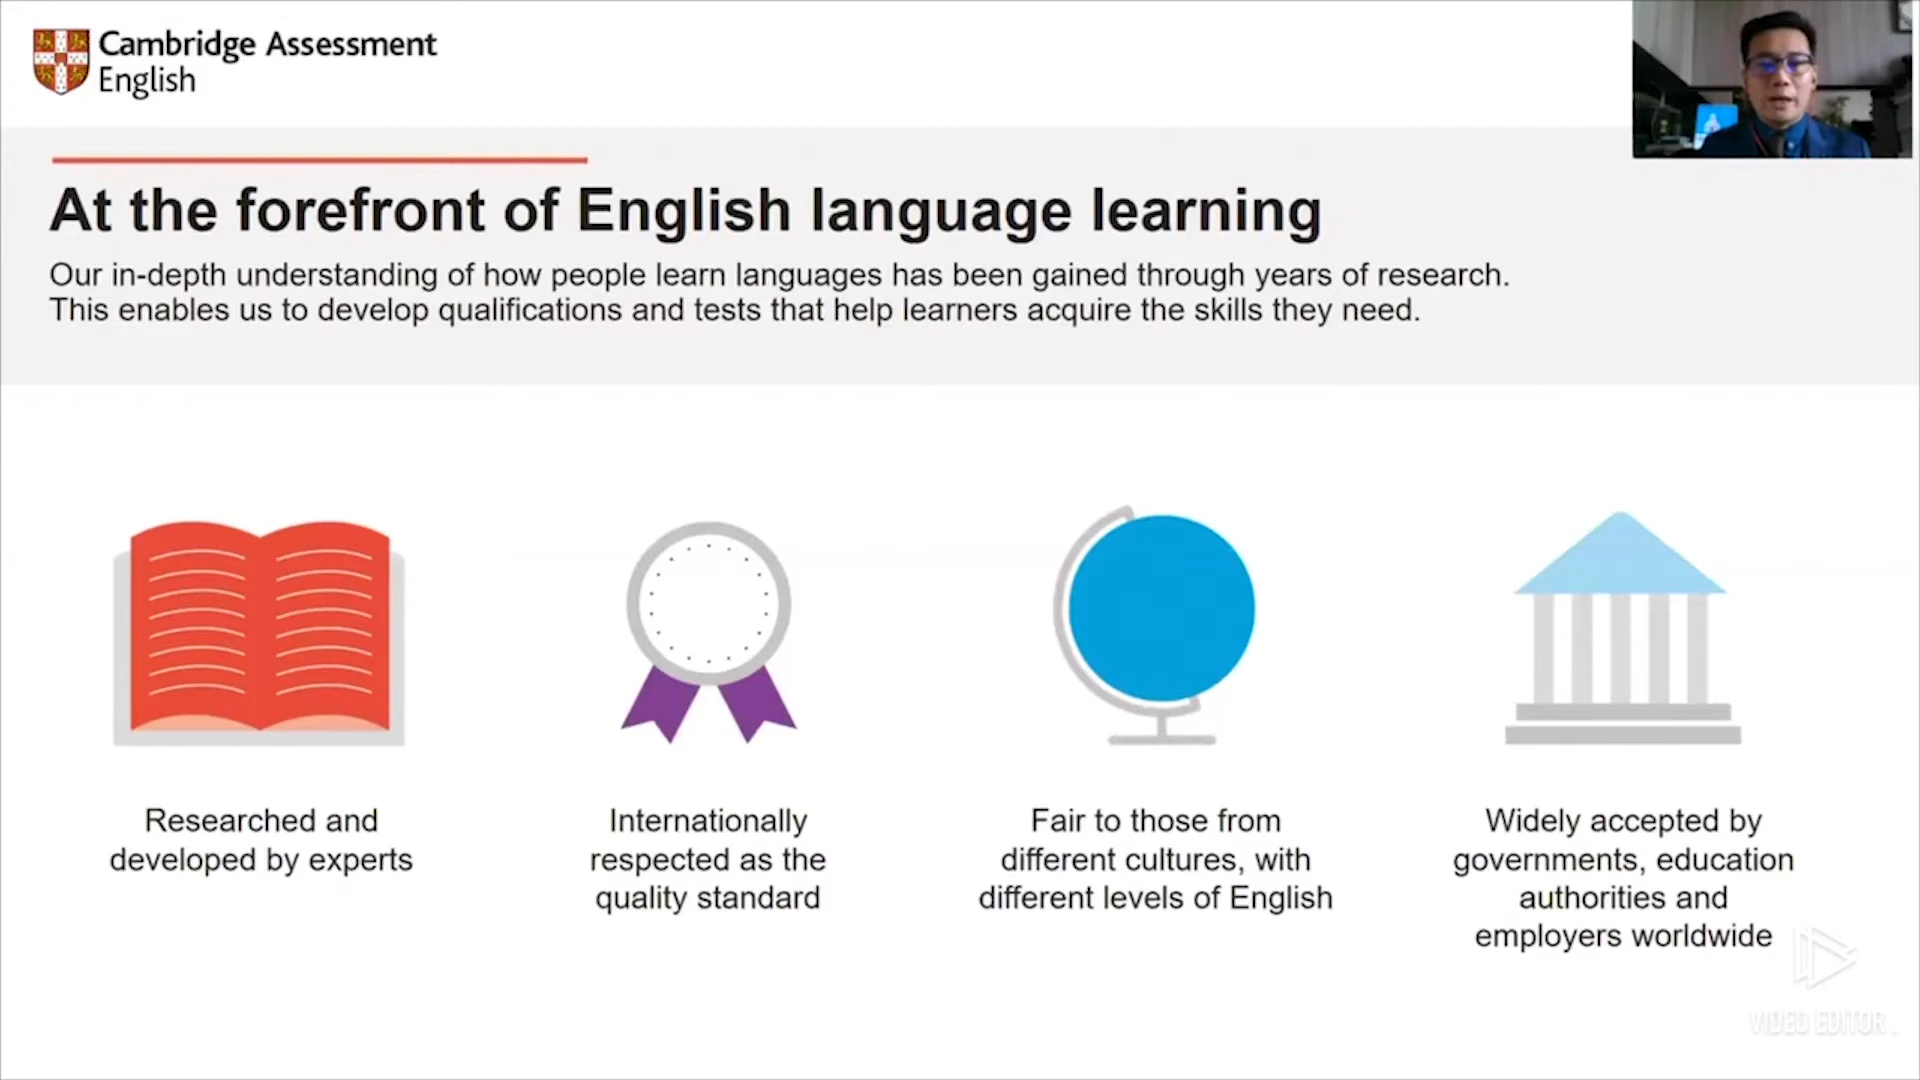 Cambridge Assessment
English
At the forefront of English language learning
Our in-depth understanding of how people learn languages has been gained through years of research.
This enables us to develop qualifications and tests that help learners acquire the skills they need.
Researched and
developed by experts
Internationally
respected as the
quality standard
Fair to those from
different cultures, with
different levels of English
Widely accepted by
governments, education
authorities and
employers worldwide
VIDEO EDITOR